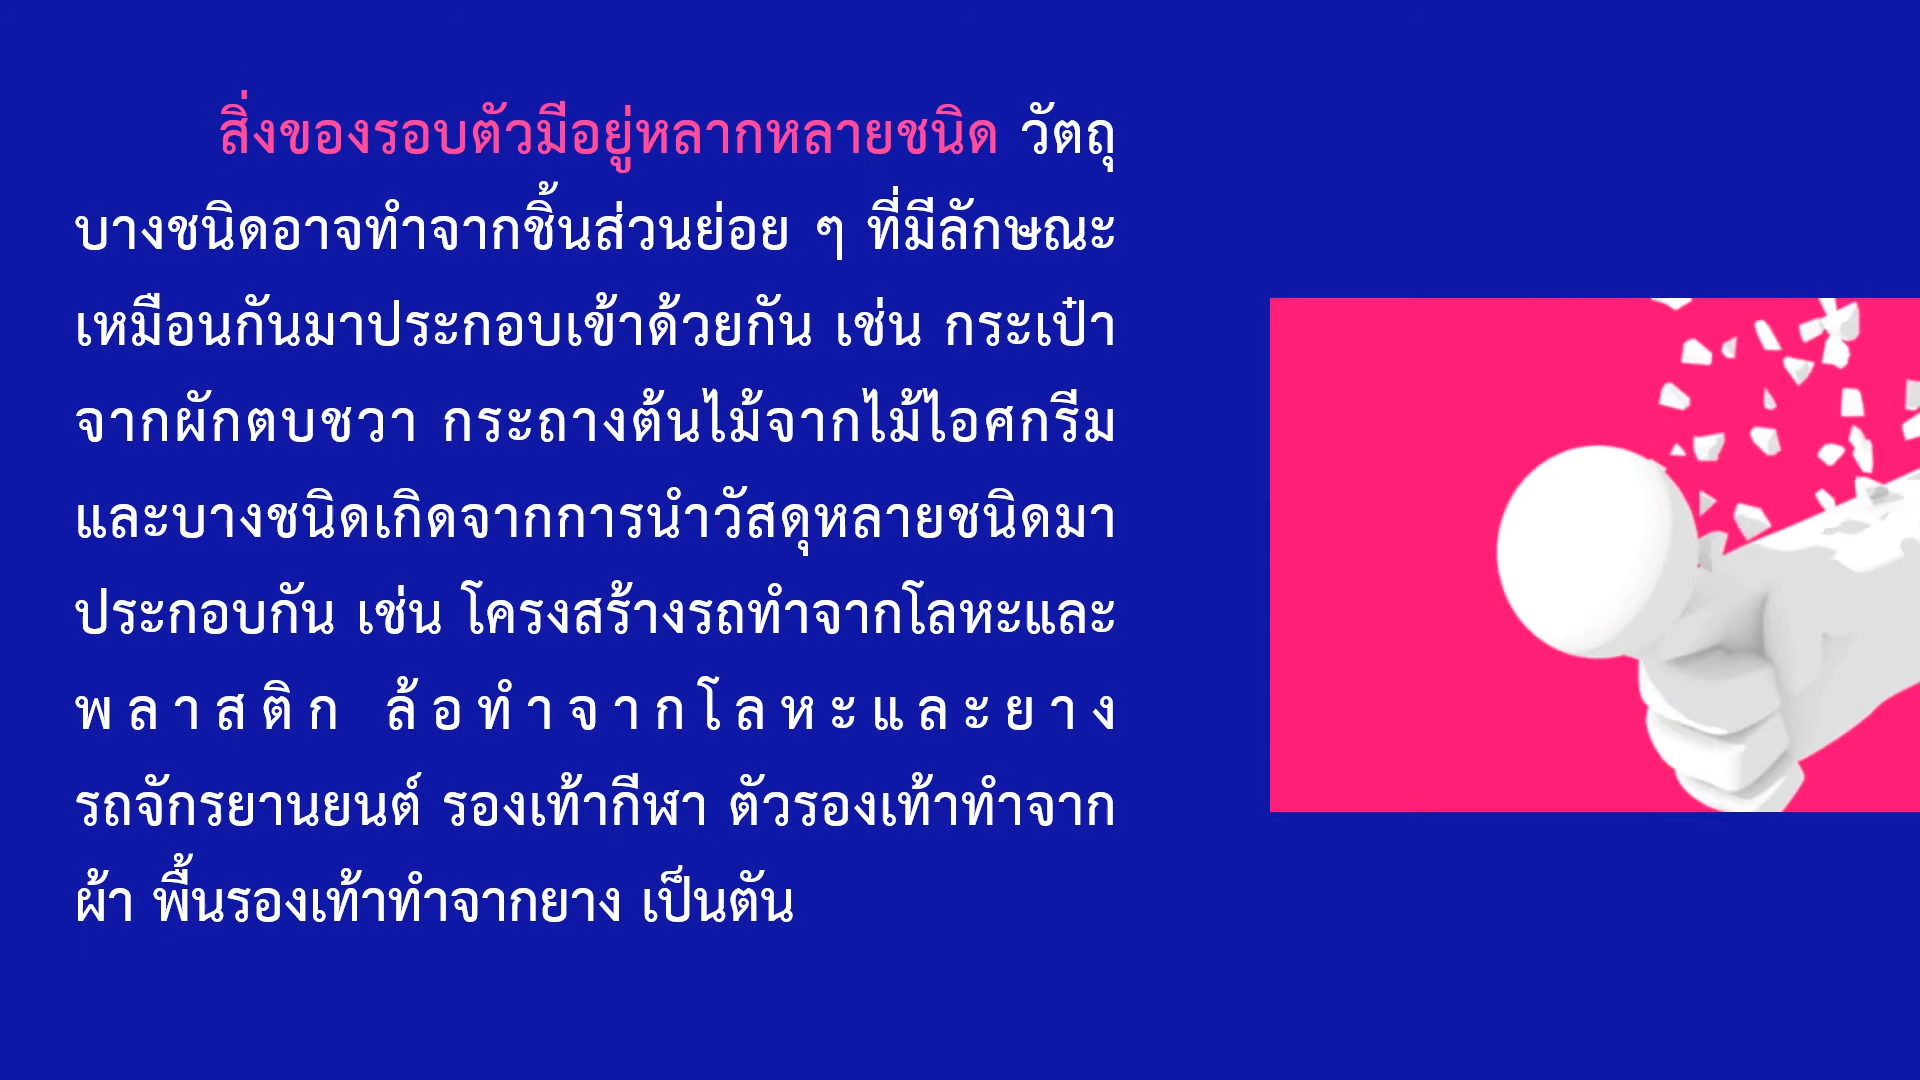 สิ่งของรอบตัวมีอยู่หลากหลายชนิด วัตถุ
บางชนิดอาจทำจากชิ้นส่วนย่อย ๆ ที่มีลักษณะ
เหมือนกันมาประกอบเข้าด้วยกัน เช่น กระเป๋า
จากผักตบชวา กระถางต้นไม้จากไม้ไอศกรีม
และบางชนิดเกิดจากการนำวัสดุหลายชนิดมา
ประกอบกัน เช่น โครงสร้างรถทำจากโลหะและ
พลาสติก ล้อทำจากโลหะและยาง
รถจักรยานยนต์ รองเท้ากีฬา ตัวรองเท้าทำจาก
ผ้า พื้นรองเท้าทำจากยาง เป็นตัน